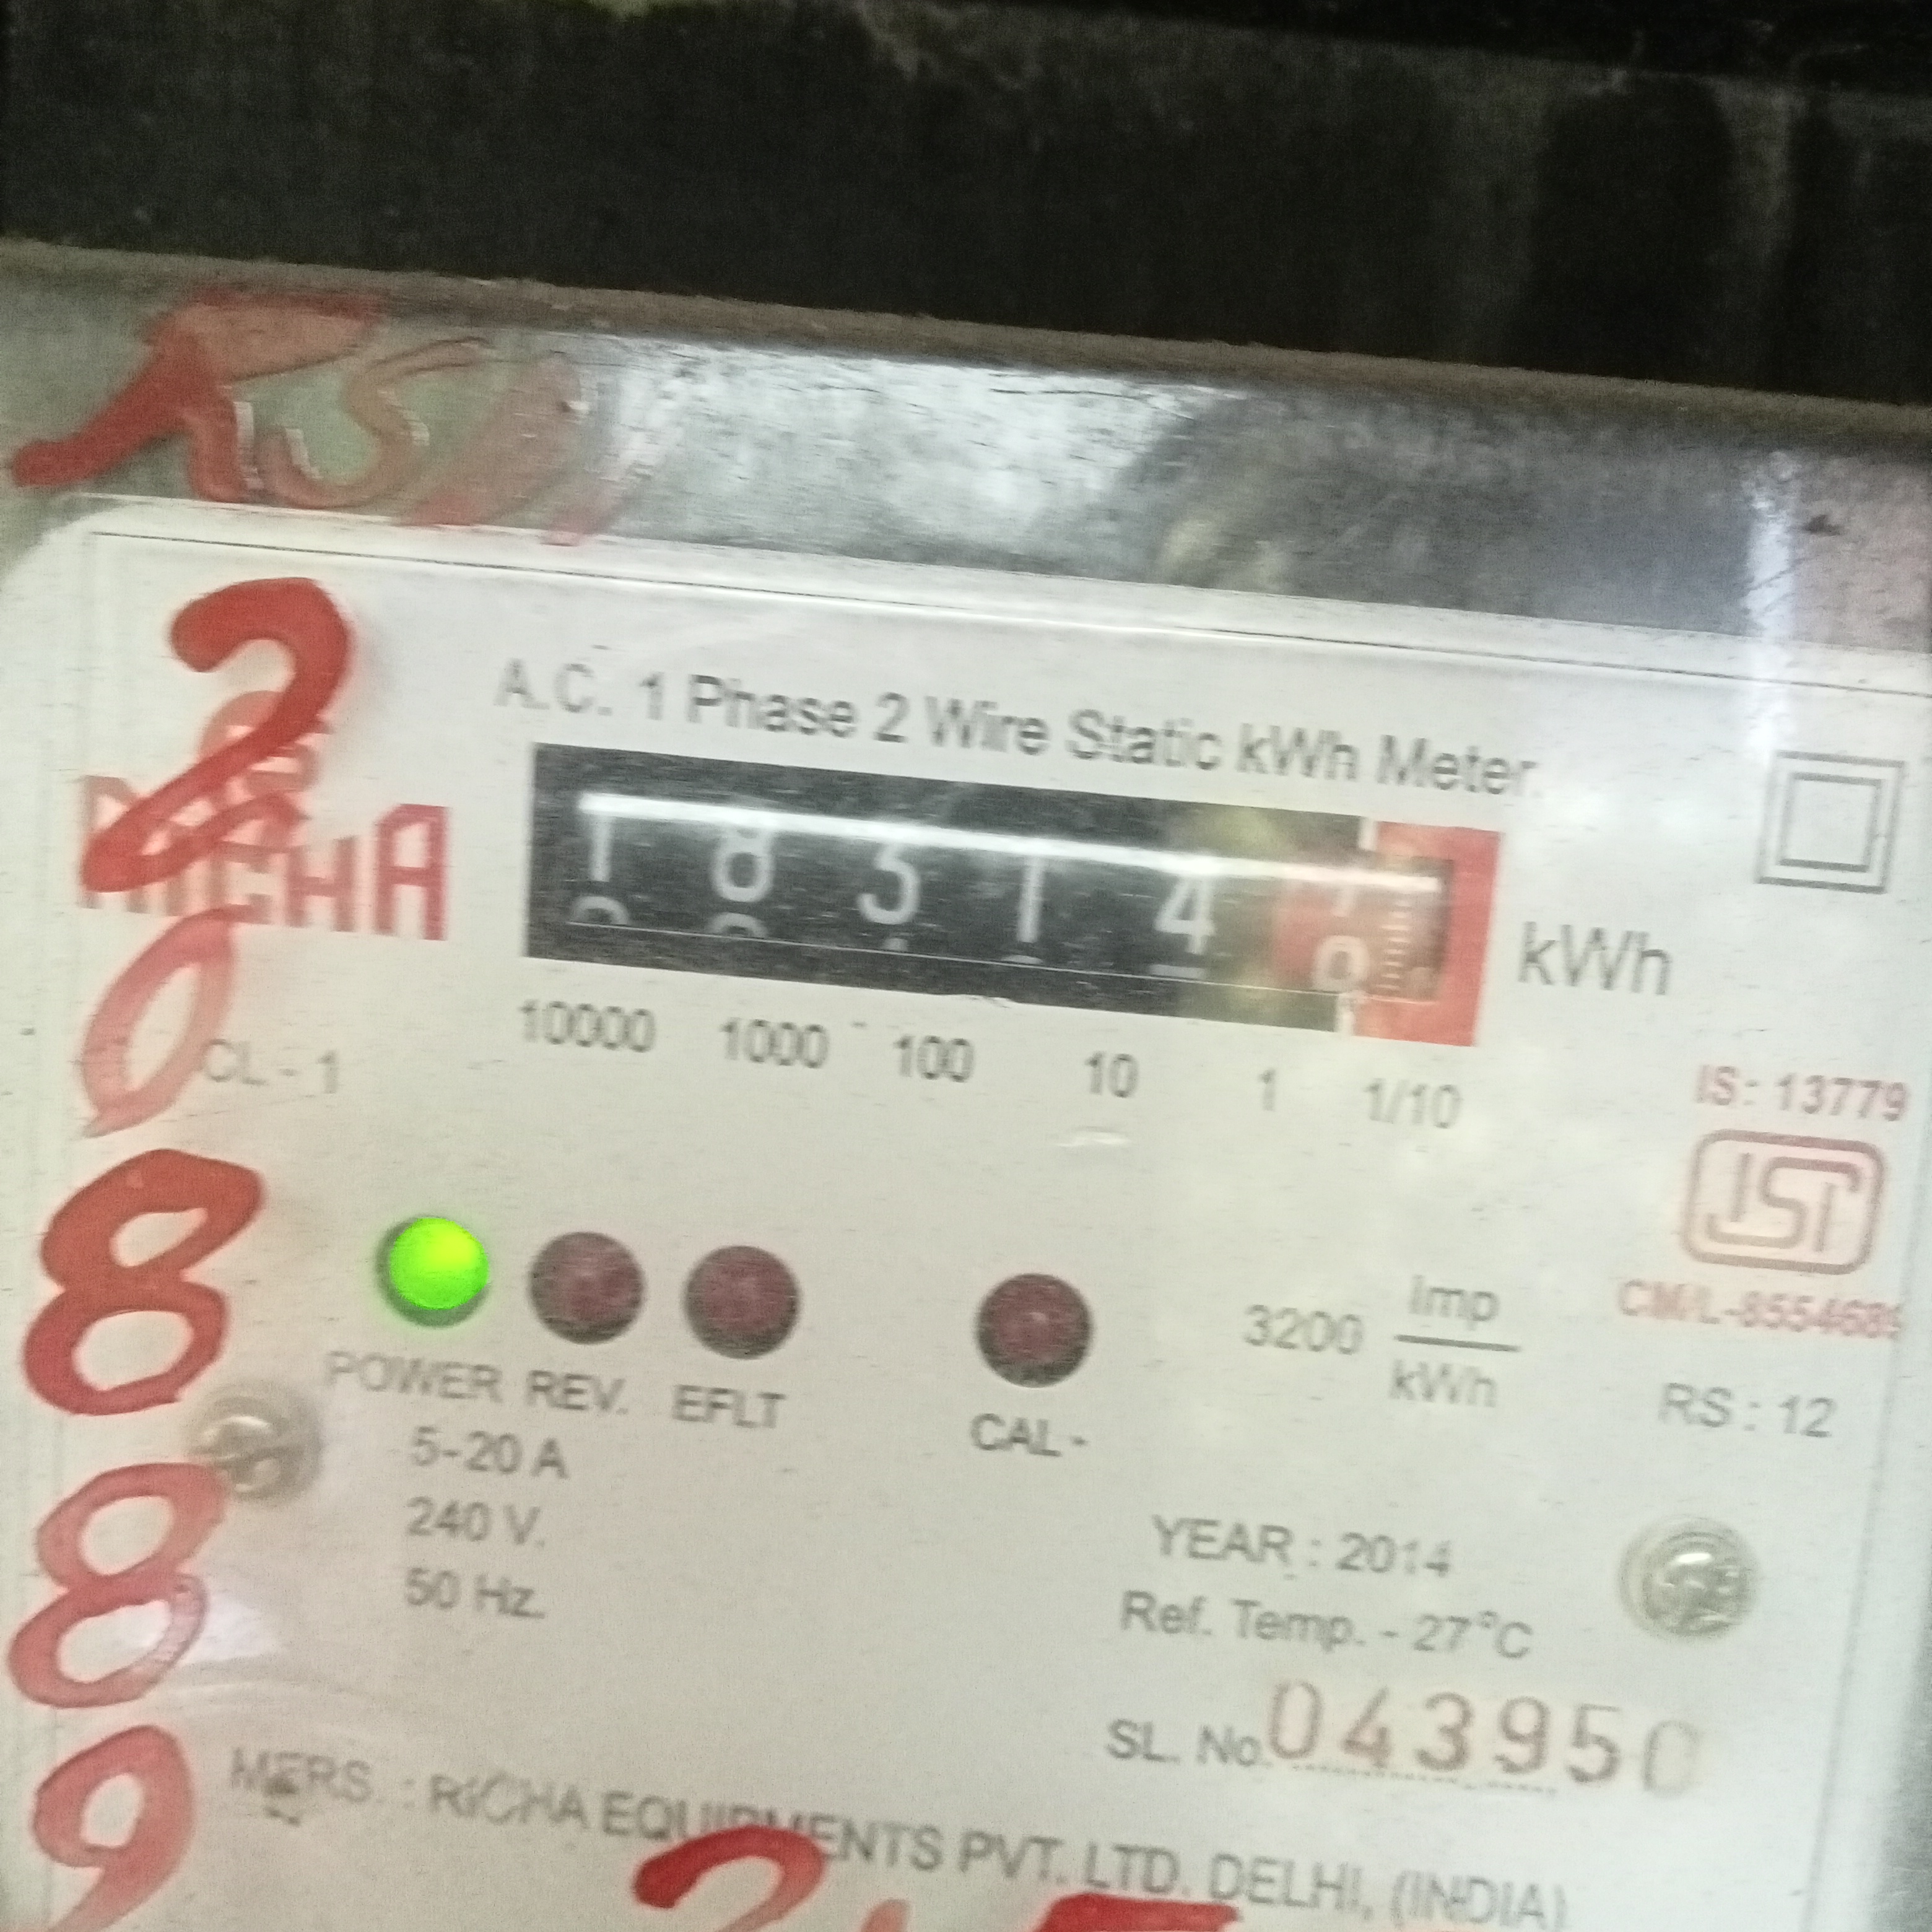 A.C. 1 Phase 2 Wire Static kWh Meter.
RICHA
1 8 3 1 4
kWh
10000 1000 100 10 1 1/10
CL - 1
IS : 13779
ISI
3200 Imp/kWh
POWER REV. EFLT CAL -
RS : 12
5-20 A
240 V.
50 Hz.
YEAR : 2014
Ref. Temp. - 27°C
SL. No. 043950
MFRS. : RICHA EQUIPMENTS PVT. LTD. DELHI, (INDIA)
2
0
8
8
9